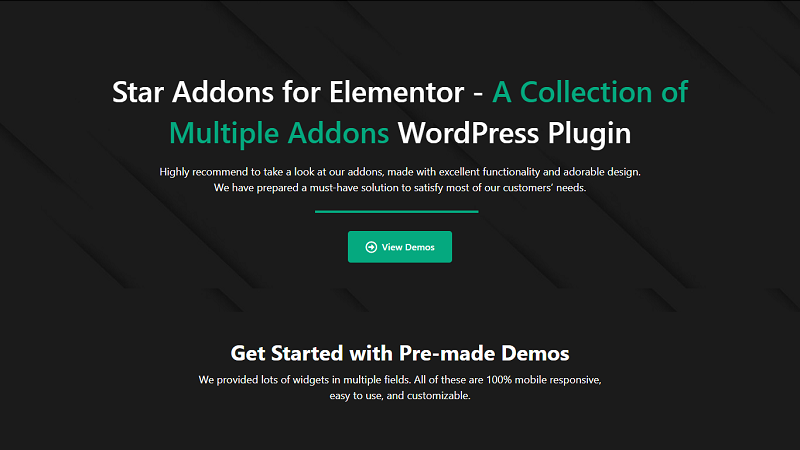 Star Addons for Elementor - A Collection of
Multiple Addons WordPress Plugin
Highly recommend to take a look at our addons, made with excellent functionality and adorable design.
We have prepared a must-have solution to satisfy most of our customers’ needs.
View Demos
Get Started with Pre-made Demos
We provided lots of widgets in multiple fields. All of these are 100% mobile responsive,
easy to use, and customizable.